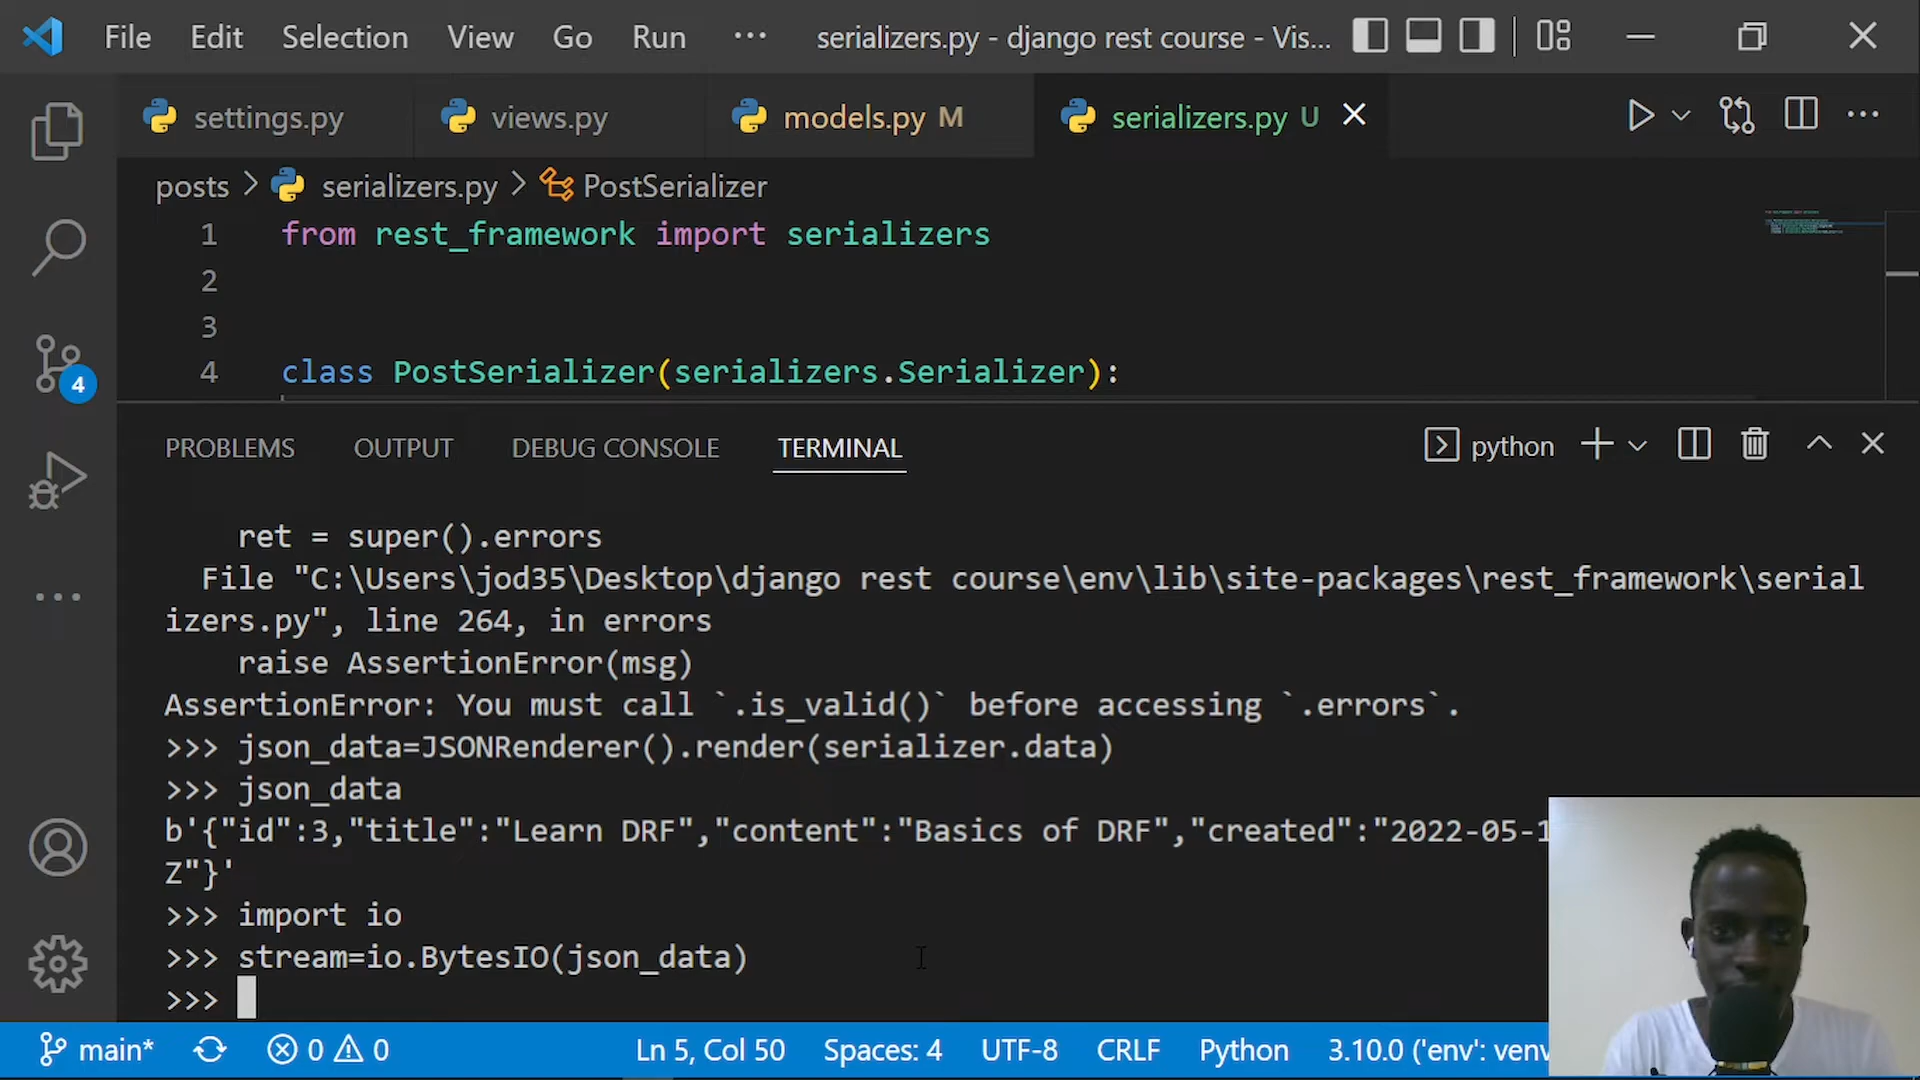 File Edit Selection View Go Run ··· serializers.py - django rest course - Vis...
settings.py views.py models.py M serializers.py U
posts > serializers.py > PostSerializer
1 from rest_framework import serializers
2
3
4 class PostSerializer(serializers.Serializer):
4
PROBLEMS OUTPUT DEBUG CONSOLE TERMINAL python
ret = super().errors
File "C:\Users\jod35\Desktop\django rest course\env\lib\site-packages\rest_framework\serial
izers.py", line 264, in errors
raise AssertionError(msg)
AssertionError: You must call `.is_valid()` before accessing `.errors`.
>>> json_data=JSONRenderer().render(serializer.data)
>>> json_data
b'{"id":3,"title":"Learn DRF","content":"Basics of DRF","created":"2022-05-1
Z"}'
>>> import io
>>> stream=io.BytesIO(json_data)
>>>
main* 0 0 Ln 5, Col 50 Spaces: 4 UTF-8 CRLF Python 3.10.0 ('env': venv